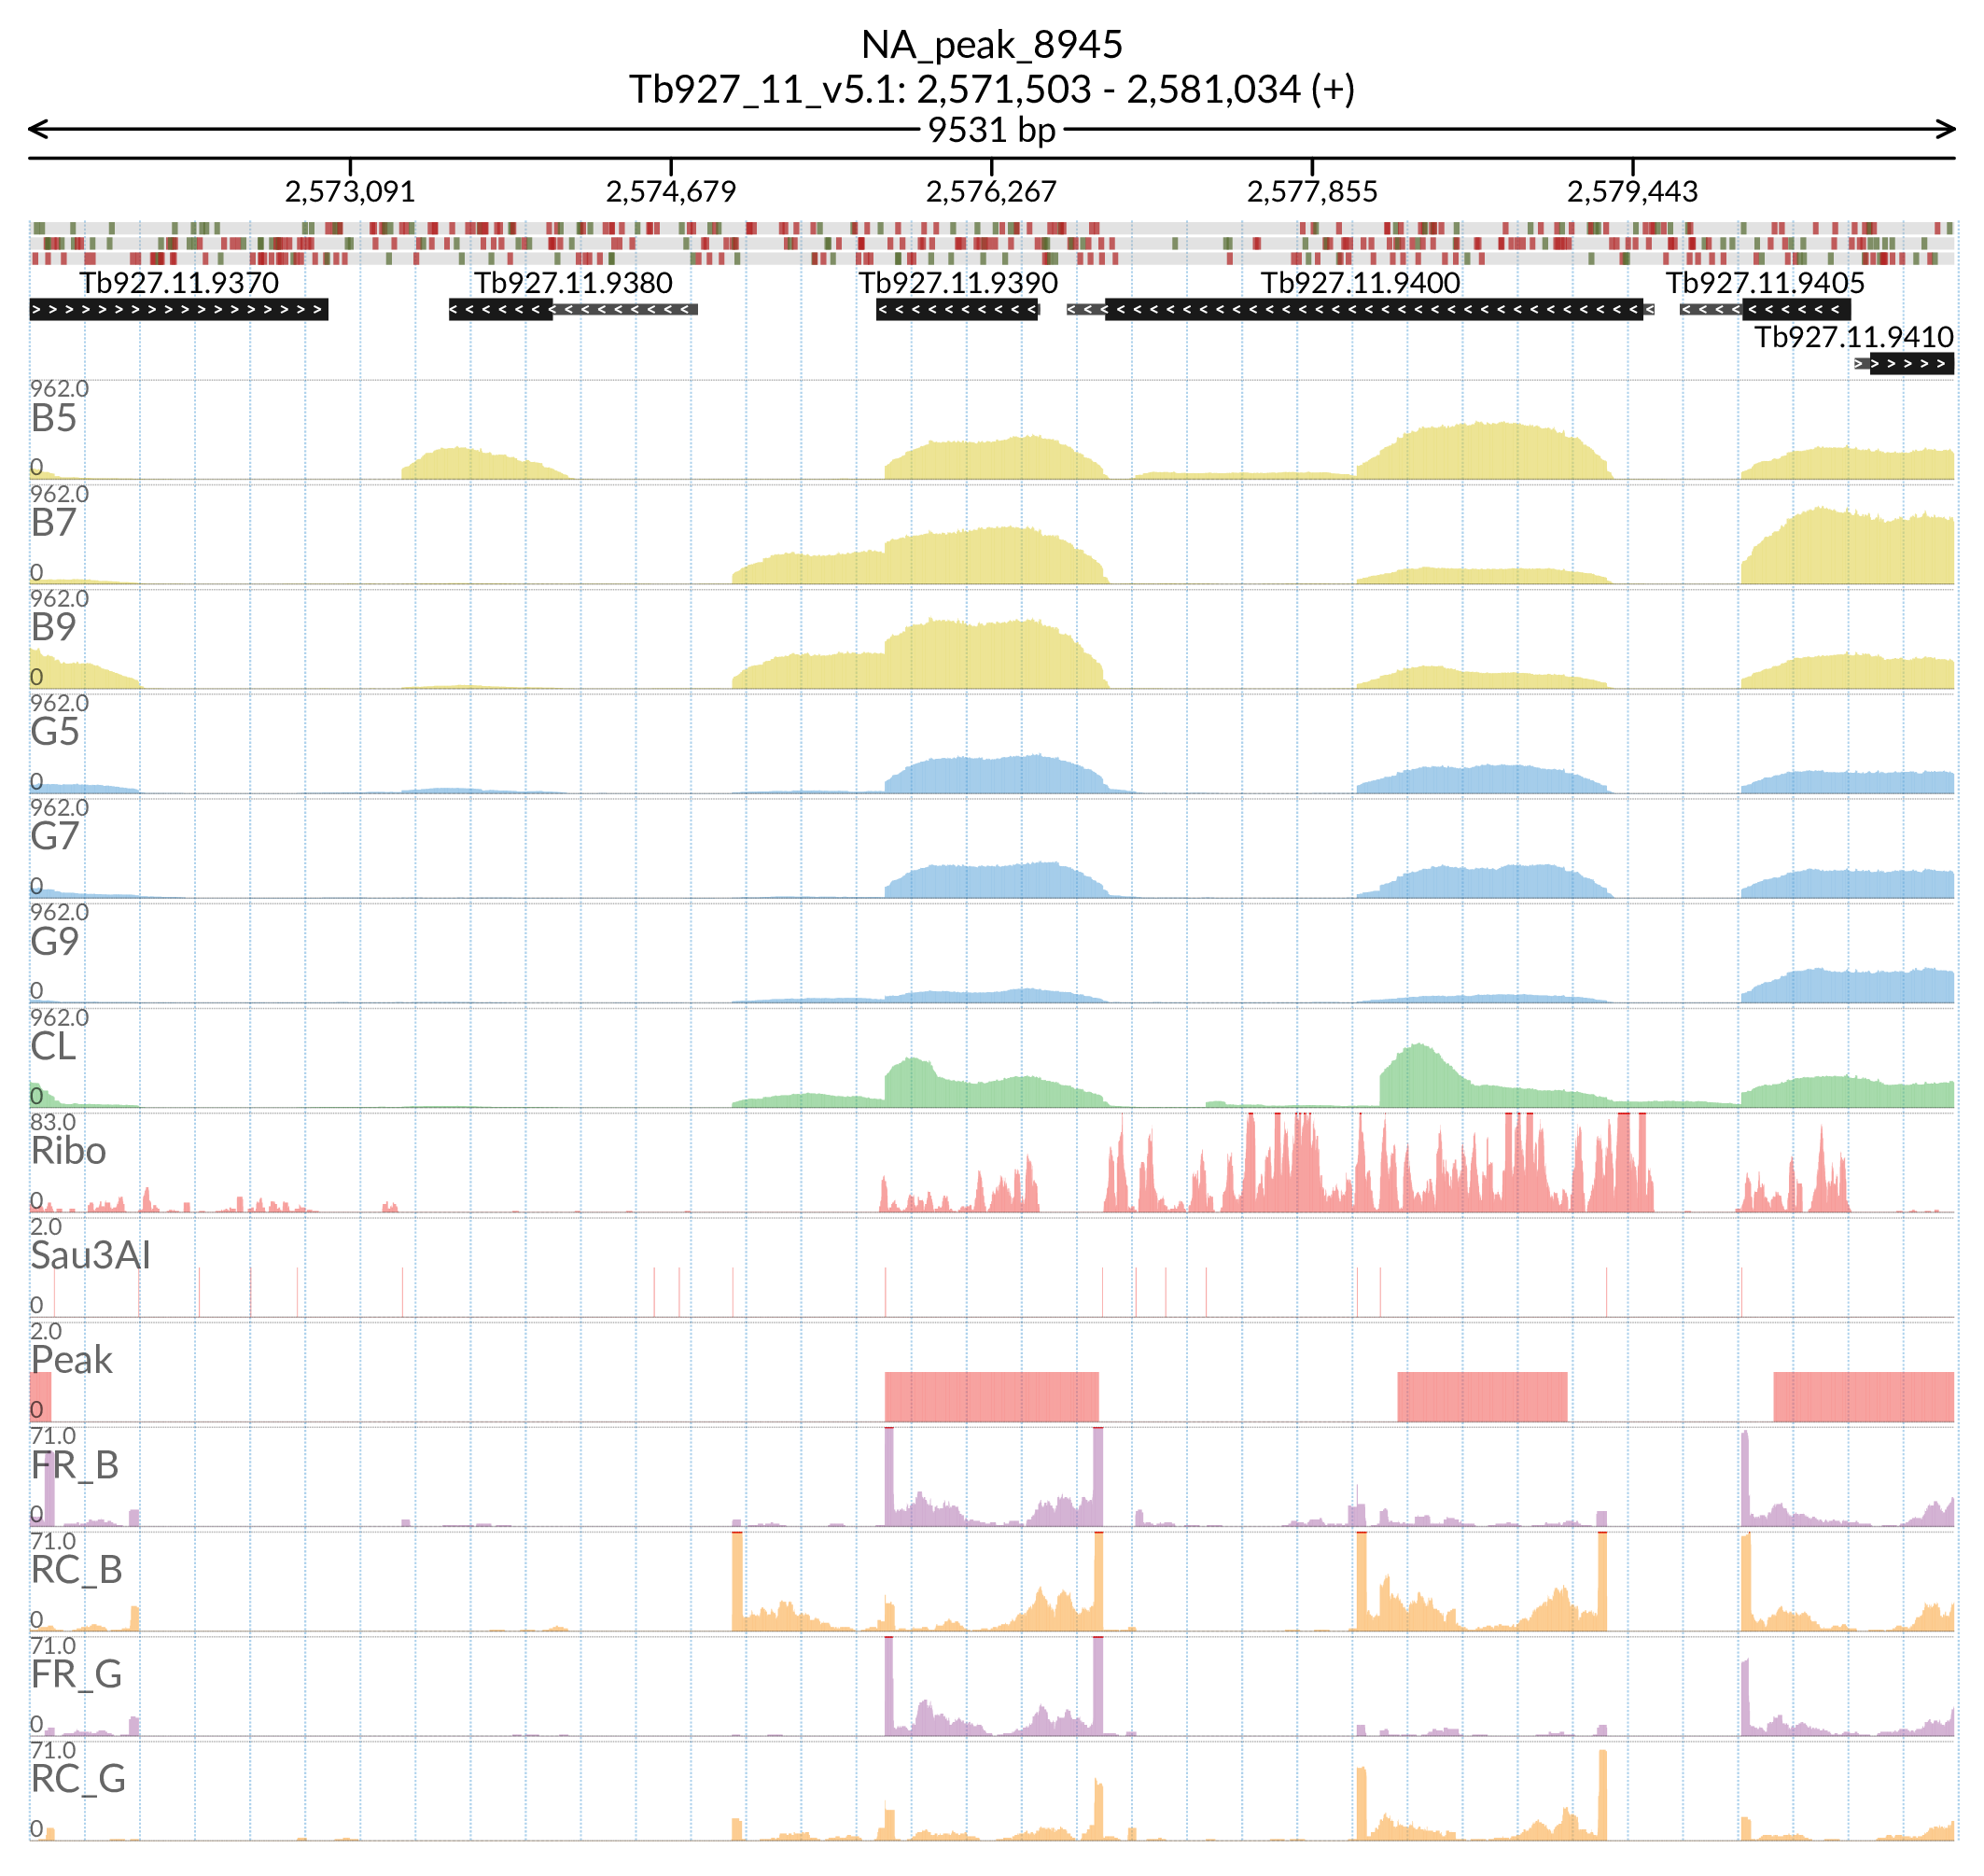 NA_peak_8945
Tb927_11_v5.1: 2,571,503 - 2,581,034 (+)
9531 bp
2,573,091 2,574,679 2,576,267 2,577,855 2,579,443
Tb927.11.9370 Tb927.11.9380 Tb927.11.9390 Tb927.11.9400 Tb927.11.9405
Tb927.11.9410
962.0
B5
0
962.0
B7
0
962.0
B9
0
962.0
G5
0
962.0
G7
0
962.0
G9
0
962.0
CL
0
83.0
Ribo
0
2.0
Sau3AI
0
2.0
Peak
0
71.0
FR_B
0
71.0
RC_B
0
71.0
FR_G
0
71.0
RC_G
0